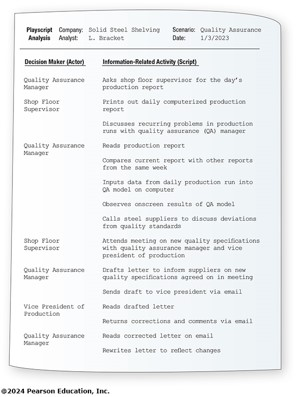 Playscript Company: Solid Steel Shelving Scenario: Quality Assurance
Analysis Analyst: L. Bracket Date: 1/3/2023
Decision Maker (Actor) Information-Related Activity (Script)
Quality Assurance Asks shop floor supervisor for the day's
Manager production report
Shop Floor Prints out daily computerized production
Supervisor report
Discusses recurring problems in production
runs with quality assurance (QA) manager
Quality Assurance Reads production report
Manager
Compares current report with other reports
from the same week
Inputs data from daily production run into
QA model on computer
Observes onscreen results of QA model
Calls steel suppliers to discuss deviations
from quality standards
Shop Floor Attends meeting on new quality specifications
Supervisor with quality assurance manager and vice
president of production
Quality Assurance Drafts letter to inform suppliers on new
Manager quality specifications agreed on in meeting
Sends draft to vice president via email
Vice President of Reads drafted letter
Production
Returns corrections and comments via email
Quality Assurance Reads corrected letter on email
Manager
Rewrites letter to reflect changes
©2024 Pearson Education, Inc.